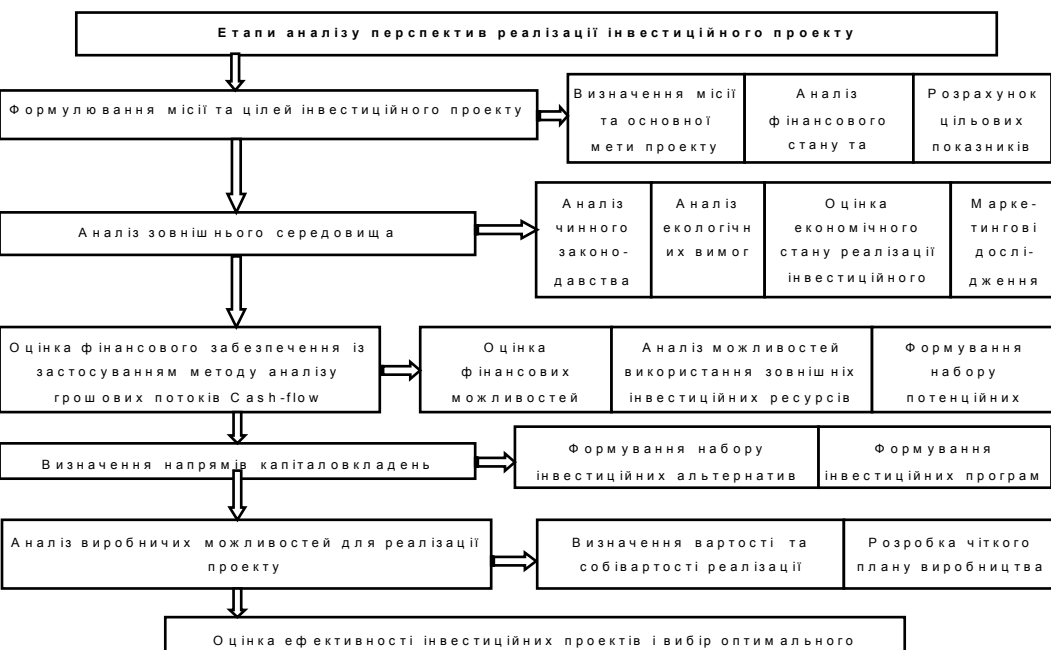 Етапи аналізу перспектив реалізації інвестиційного проекту
Формулювання місії та цілей інвестиційного проекту
Визначення місії
та основної
мети проекту
Аналіз
фінансового
стану та
Розрахунок
цільових
показників
Аналіз зовнішнього середовища
Аналіз
чинного
законо-
давства
Аналіз
екологічн
их вимог
Оцінка
економічного
стану реалізації
інвестиційного
Марке-
тингові
дослі-
дження
Оцінка фінансового забезпечення із
застосуванням методу аналізу
грошових потоків Cash-flow
Оцінка
фінансових
можливостей
Аналіз можливостей
використання зовнішніх
інвестиційних ресурсів
Формування
набору
потенційних
Визначення напрямів капіталовкладень
Формування набору
інвестиційних альтернатив
Формування
інвестиційних програм
Аналіз виробничих можливостей для реалізації
проекту
Визначення вартості та
собівартості реалізації
Розробка чіткого
плану виробництва
Оцінка ефективності інвестиційних проектів і вибір оптимального